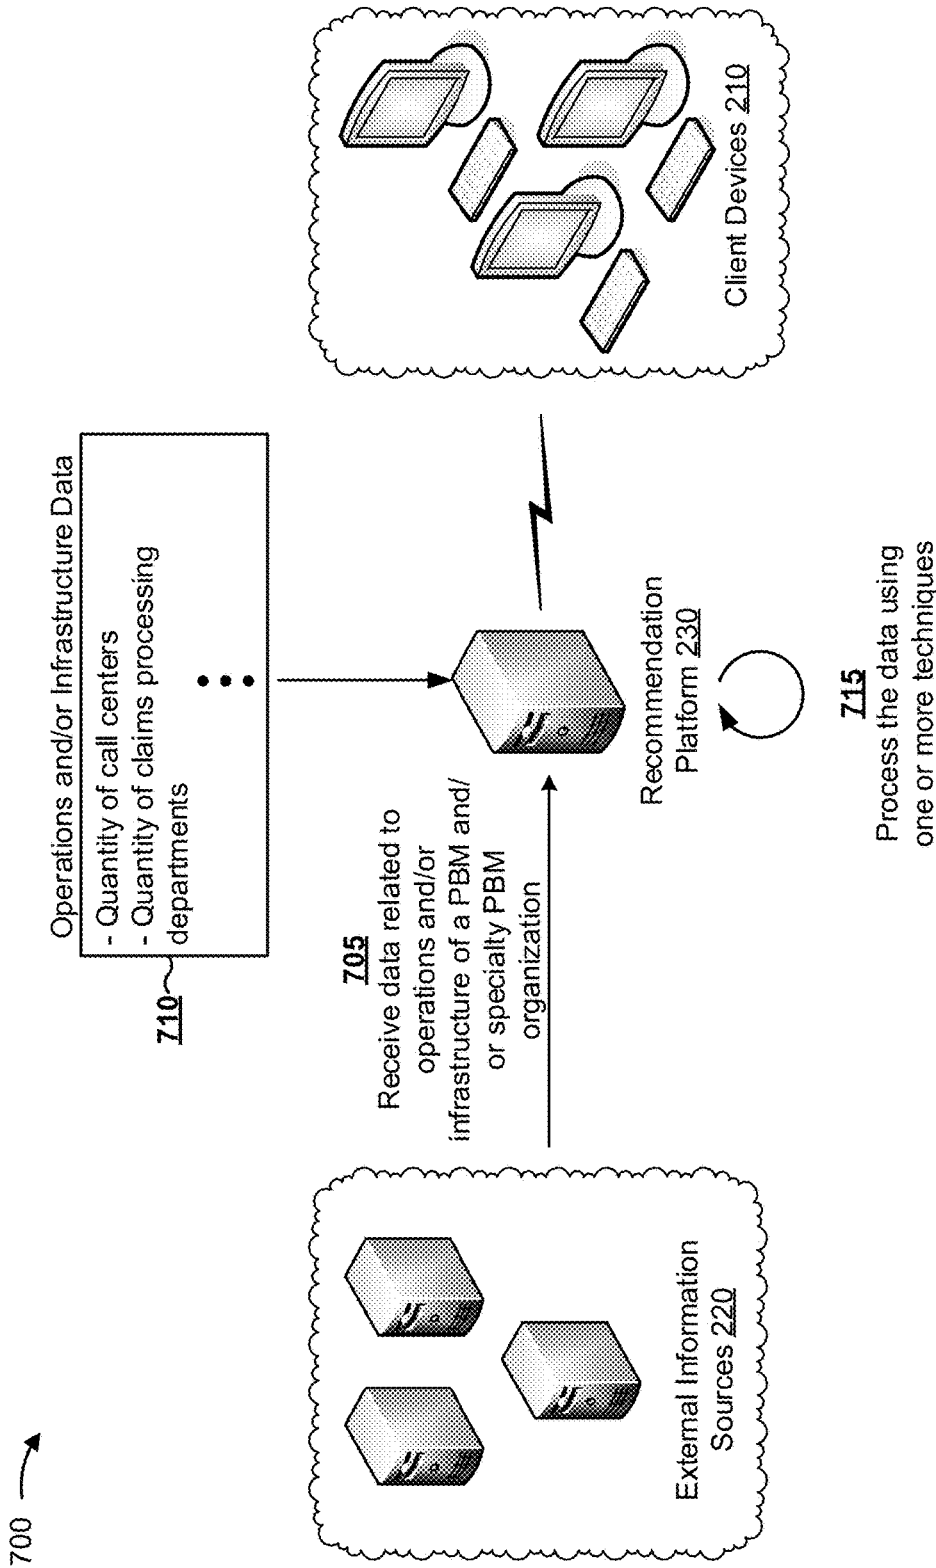 700
Operations and/or Infrastructure Data
- Quantity of call centers
- Quantity of claims processing
departments
710
705
Receive data related to
operations and/or
infrastructure of a PBM and/
or specialty PBM
organization
External Information
Sources 220
Recommendation
Platform 230
715
Process the data using
one or more techniques
Client Devices 210